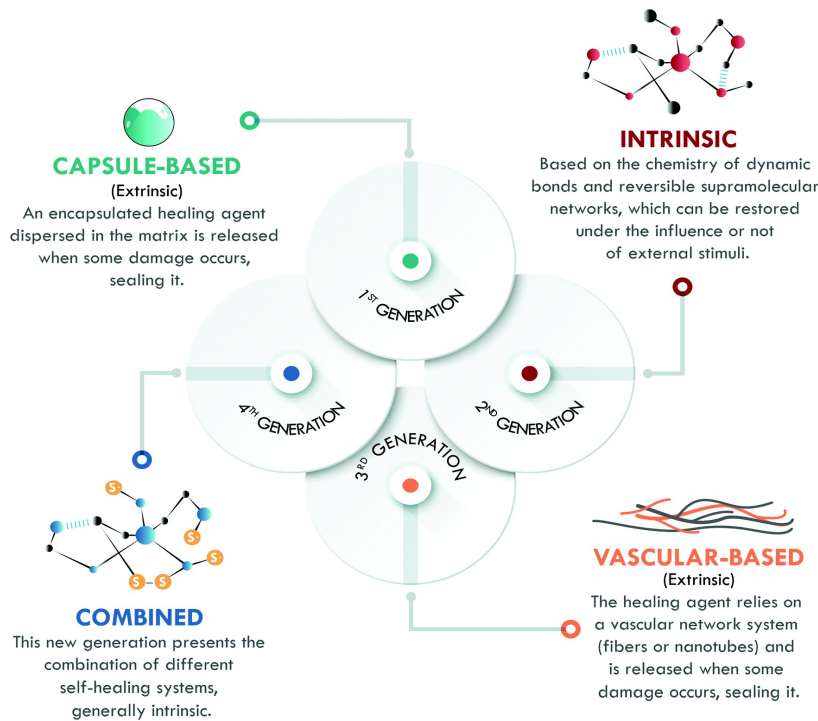 CAPSULE-BASED
(Extrinsic)
An encapsulated healing agent
dispersed in the matrix is released
when some damage occurs,
sealing it.
INTRINSIC
Based on the chemistry of dynamic
bonds and reversible supramolecular
networks, which can be restored
under the influence or not
of external stimuli.
1ST GENERATION
4TH GENERATION
2ND GENERATION
3RD GENERATION
S·
S·
S·
S
S
COMBINED
This new generation presents the
combination of different
self-healing systems,
generally intrinsic.
VASCULAR-BASED
(Extrinsic)
The healing agent relies on
a vascular network system
(fibers or nanotubes) and
is released when some
damage occurs, sealing it.